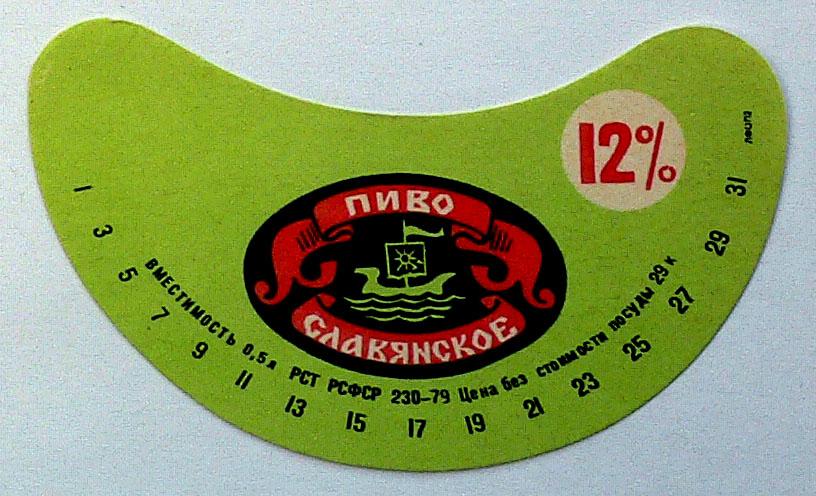 12%
ПИВО
СЛАВЯНСКОЕ
ВМЕСТИМОСТЬ 0,5 л РСТ РСФСР 230-79 Цена без стоимости посуды 29 к
1 3 5 7 9 11 13 15 17 19 21 23 25 27 29 31